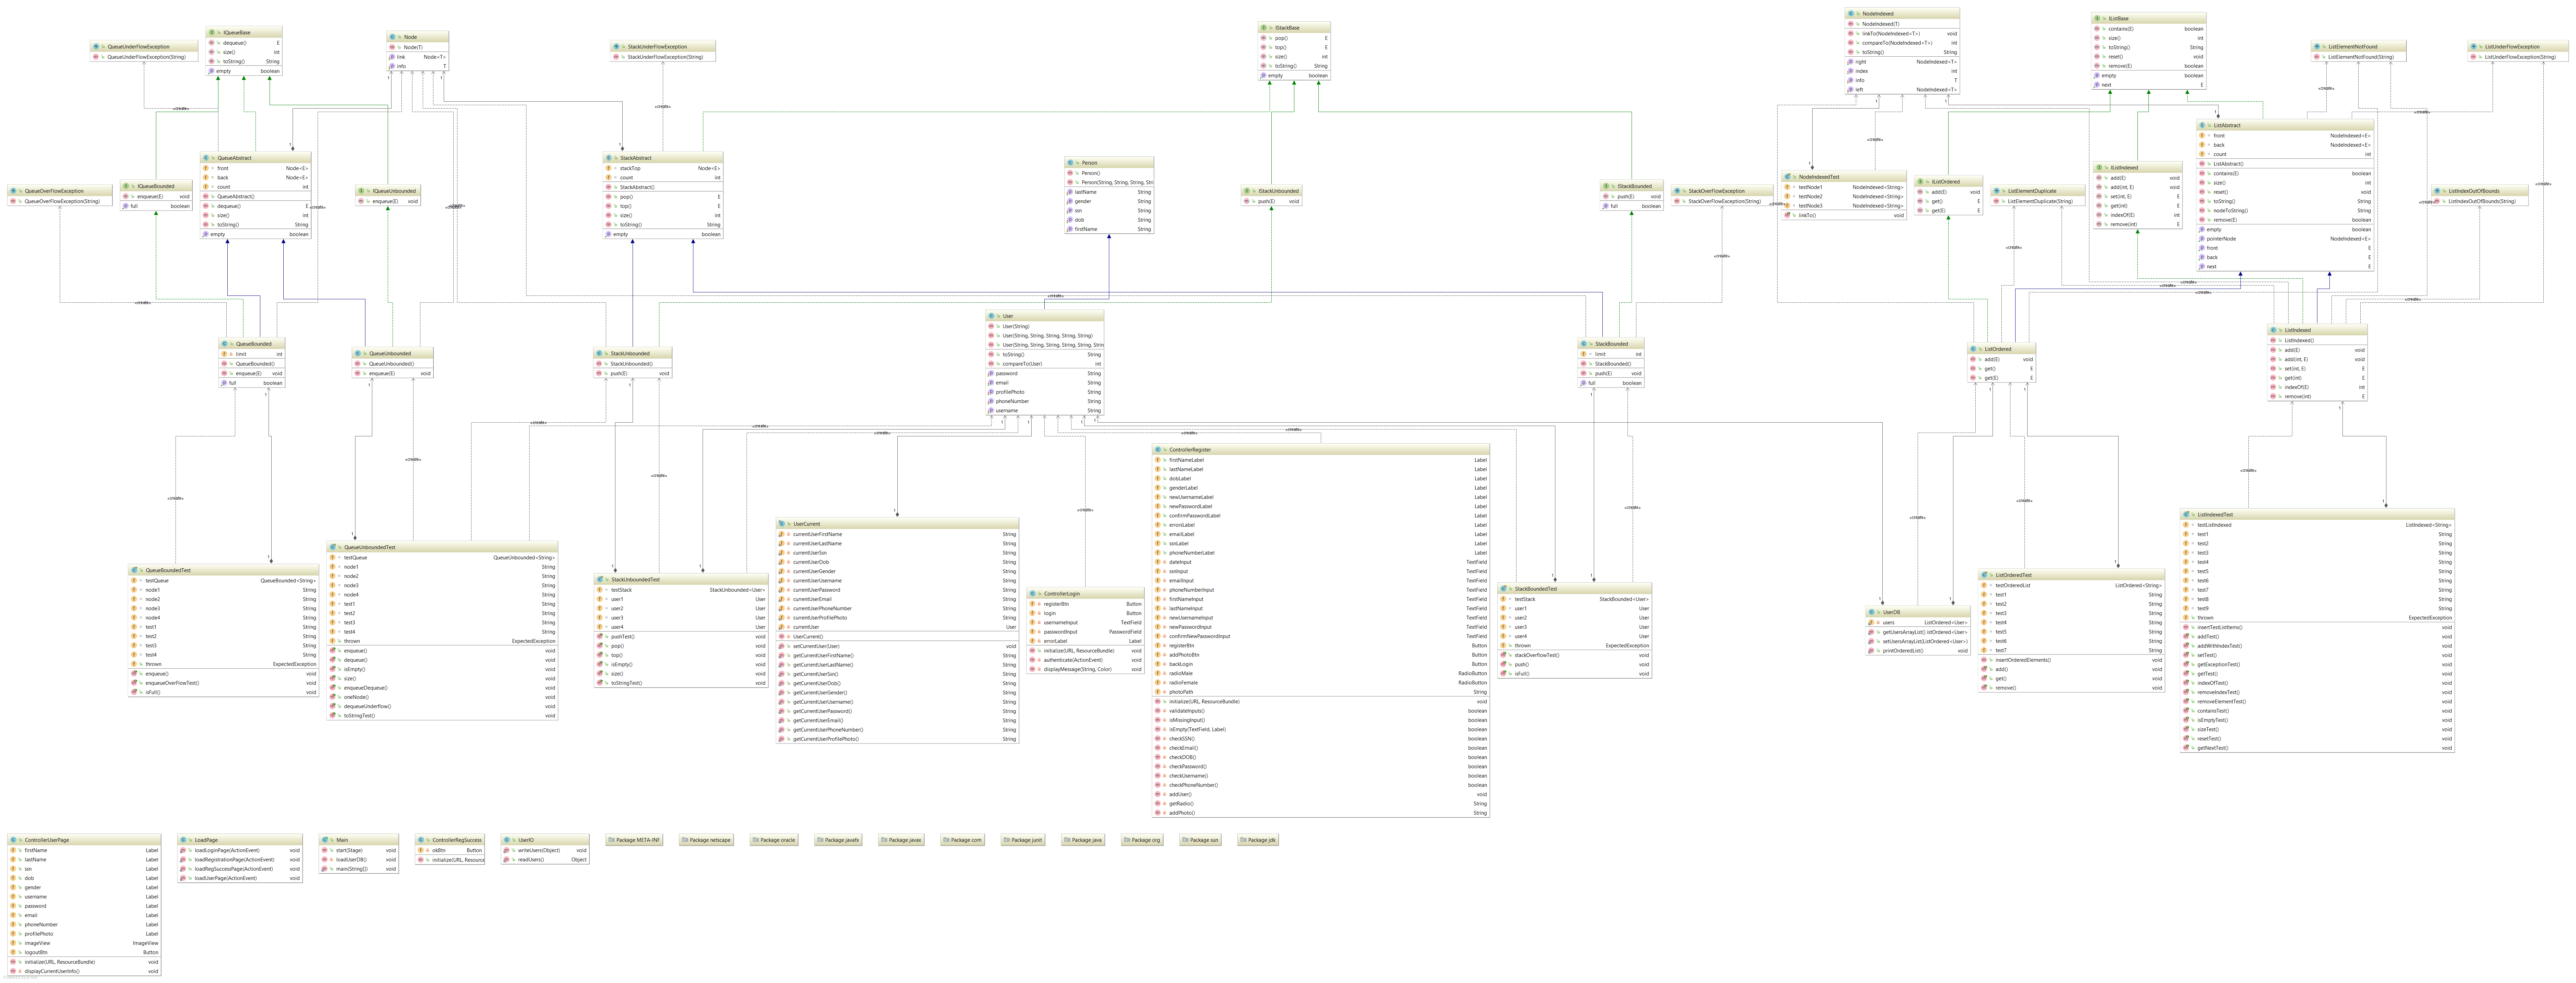 QueueUnderFlowException
QueueUnderFlowException(String)
IQueueBase
dequeue() E
size() int
toString() String
empty boolean
Node
Node(T)
link Node<T>
info T
StackUnderFlowException
StackUnderFlowException(String)
IStackBase
pop() E
top() E
size() int
toString() String
empty boolean
NodeIndexed
NodeIndexed(T)
linkTo(NodeIndexed<T>) void
compareTo(NodeIndexed<T>) int
toString() String
right NodeIndexed<T>
index int
info T
left NodeIndexed<T>
IListBase
contains(E) boolean
size() int
toString() String
reset() void
remove(E) boolean
empty boolean
next E
ListElementNotFound
ListElementNotFound(String)
ListUnderFlowException
ListUnderFlowException(String)
QueueOverFlowException
QueueOverFlowException(String)
IQueueBounded
enqueue(E) void
full boolean
QueueAbstract
front Node<E>
back Node<E>
count int
QueueAbstract()
dequeue() E
size() int
toString() String
empty boolean
IQueueUnbounded
enqueue(E) void
StackAbstract
stackTop Node<E>
count int
StackAbstract()
pop() E
top() E
size() int
toString() String
empty boolean
Person
Person()
Person(String, String, String, Stri
lastName String
gender String
ssn String
dob String
firstName String
IStackUnbounded
push(E) void
IStackBounded
push(E) void
full boolean
StackOverFlowException
StackOverFlowException(String)
NodeIndexedTest
testNode1 NodeIndexed<String>
testNode2 NodeIndexed<String>
testNode3 NodeIndexed<String>
linkTo() void
IListOrdered
add(E) void
get() E
get(E) E
ListElementDuplicate
ListElementDuplicate(String)
IListIndexed
add(E) void
add(int, E) void
set(int, E) E
get(int) E
indexOf(E) int
remove(int) E
ListAbstract
front NodeIndexed<E>
back NodeIndexed<E>
count int
ListAbstract()
contains(E) boolean
size() int
reset() void
toString() String
nodeToString() String
remove(E) boolean
empty boolean
pointerNode NodeIndexed<E>
front E
back E
next E
ListIndexOutOfBounds
ListIndexOutOfBounds(String)
QueueBounded
limit int
QueueBounded()
enqueue(E) void
full boolean
QueueUnbounded
QueueUnbounded()
enqueue(E) void
StackUnbounded
StackUnbounded()
push(E) void
User
User(String)
User(String, String, String, String, String)
User(String, String, String, String, String, Strin
toString() String
compareTo(User) int
password String
email String
profilePhoto String
phoneNumber String
username String
StackBounded
limit int
StackBounded()
push(E) void
full boolean
ListOrdered
add(E) void
get() E
get(E) E
ListIndexed
ListIndexed()
add(E) void
add(int, E) void
set(int, E) E
get(int) E
indexOf(E) int
remove(int) E
QueueBoundedTest
testQueue QueueBounded<String>
node1 String
node2 String
node3 String
node4 String
test1 String
test2 String
test3 String
test4 String
thrown ExpectedException
enqueue() void
enqueueOverFlowTest() void
isFull() void
QueueUnboundedTest
testQueue QueueUnbounded<String>
node1 String
node2 String
node3 String
node4 String
test1 String
test2 String
test3 String
test4 String
thrown ExpectedException
enqueue() void
dequeue() void
isEmpty() void
size() void
enqueueDequeue() void
oneNode() void
dequeueUnderflow() void
toStringTest() void
StackUnboundedTest
testStack StackUnbounded<User>
user1 User
user2 User
user3 User
user4 User
pushTest() void
pop() void
top() void
isEmpty() void
size() void
toStringTest() void
UserCurrent
currentUserFirstName String
currentUserLastName String
currentUserSsn String
currentUserDob String
currentUserGender String
currentUserUsername String
currentUserPassword String
currentUserEmail String
currentUserPhoneNumber String
currentUserProfilePhoto String
currentUser User
UserCurrent()
setCurrentUser(User) void
getCurrentUserFirstName() String
getCurrentUserLastName() String
getCurrentUserSsn() String
getCurrentUserDob() String
getCurrentUserGender() String
getCurrentUserUsername() String
getCurrentUserPassword() String
getCurrentUserEmail() String
getCurrentUserPhoneNumber() String
getCurrentUserProfilePhoto() String
ControllerLogin
registerBtn Button
login Button
usernameInput TextField
passwordInput PasswordField
errorLabel Label
initialize(URL, ResourceBundle) void
authenticate(ActionEvent) void
displayMessage(String, Color) void
ControllerRegister
firstNameLabel Label
lastNameLabel Label
dobLabel Label
genderLabel Label
newUsernameLabel Label
newPasswordLabel Label
confirmPasswordLabel Label
errorsLabel Label
emailLabel Label
ssnLabel Label
phoneNumberLabel Label
dateInput TextField
ssnInput TextField
emailInput TextField
phoneNumberInput TextField
firstNameInput TextField
lastNameInput TextField
newUsernameInput TextField
newPasswordInput TextField
confirmNewPasswordInput TextField
registerBtn Button
addPhotoBtn Button
backLogin Button
radioMale RadioButton
radioFemale RadioButton
photoPath String
initialize(URL, ResourceBundle) void
validateInputs() boolean
isMissingInput() boolean
isEmpty(TextField, Label) boolean
checkSSN() boolean
checkEmail() boolean
checkDOB() boolean
checkPassword() boolean
checkUsername() boolean
checkPhoneNumber() boolean
addUser() void
getRadio() String
addPhoto() String
StackBoundedTest
testStack StackBounded<User>
user1 User
user2 User
user3 User
user4 User
thrown ExpectedException
stackOverflowTest() void
push() void
isFull() void
UserDB
users ListOrdered<User>
getUsersArrayList() istOrdered<User>
setUsersArrayList(ListOrdered<User>)
printOrderedList() void
ListOrderedTest
testOrderedList ListOrdered<String>
test1 String
test2 String
test3 String
test4 String
test5 String
test6 String
test7 String
insertOrderedElements() void
add() void
get() void
remove() void
ListIndexedTest
testListIndexed ListIndexed<String>
test1 String
test2 String
test3 String
test4 String
test5 String
test6 String
test7 String
test8 String
test9 String
thrown ExpectedException
insertTestListItems() void
addTest() void
addWithIndexTest() void
setTest() void
getExceptionTest() void
getTest() void
indexOfTest() void
removeIndexTest() void
removeElementTest() void
containsTest() void
isEmptyTest() void
sizeTest() void
resetTest() void
getNextTest() void
ControllerUserPage
firstName Label
lastName Label
ssn Label
dob Label
gender Label
username Label
password Label
email Label
phoneNumber Label
profilePhoto Label
imageView ImageView
logoutBtn Button
initialize(URL, ResourceBundle) void
displayCurrentUserInfo() void
LoadPage
loadLoginPage(ActionEvent) void
loadRegistrationPage(ActionEvent) void
loadRegSuccessPage(ActionEvent) void
loadUserPage(ActionEvent) void
Main
start(Stage) void
loadUserDB() void
main(String[]) void
ControllerRegSuccess
okBtn Button
initialize(URL, Resourc
UserIO
writeUsers(Object) void
readUsers() Object
Package META-INF
Package netscape
Package oracle
Package javafx
Package javax
Package com
Package junit
Package java
Package org
Package sun
Package jdk